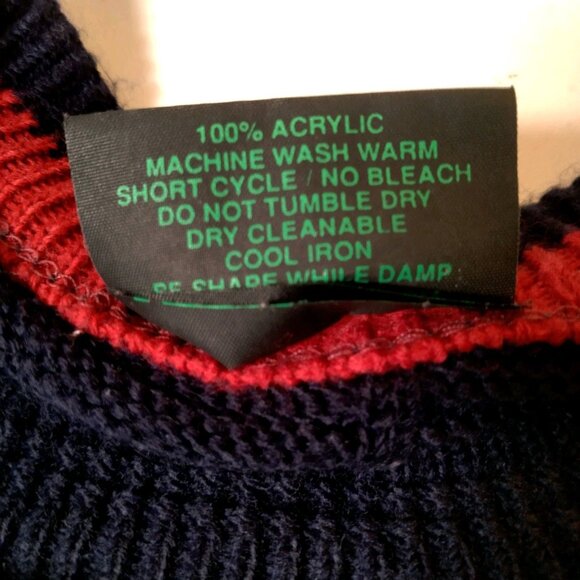 100% ACRYLIC
MACHINE WASH WARM
SHORT CYCLE / NO BLEACH
DO NOT TUMBLE DRY
DRY CLEANABLE
COOL IRON
RE SHAPE WHILE DAMP